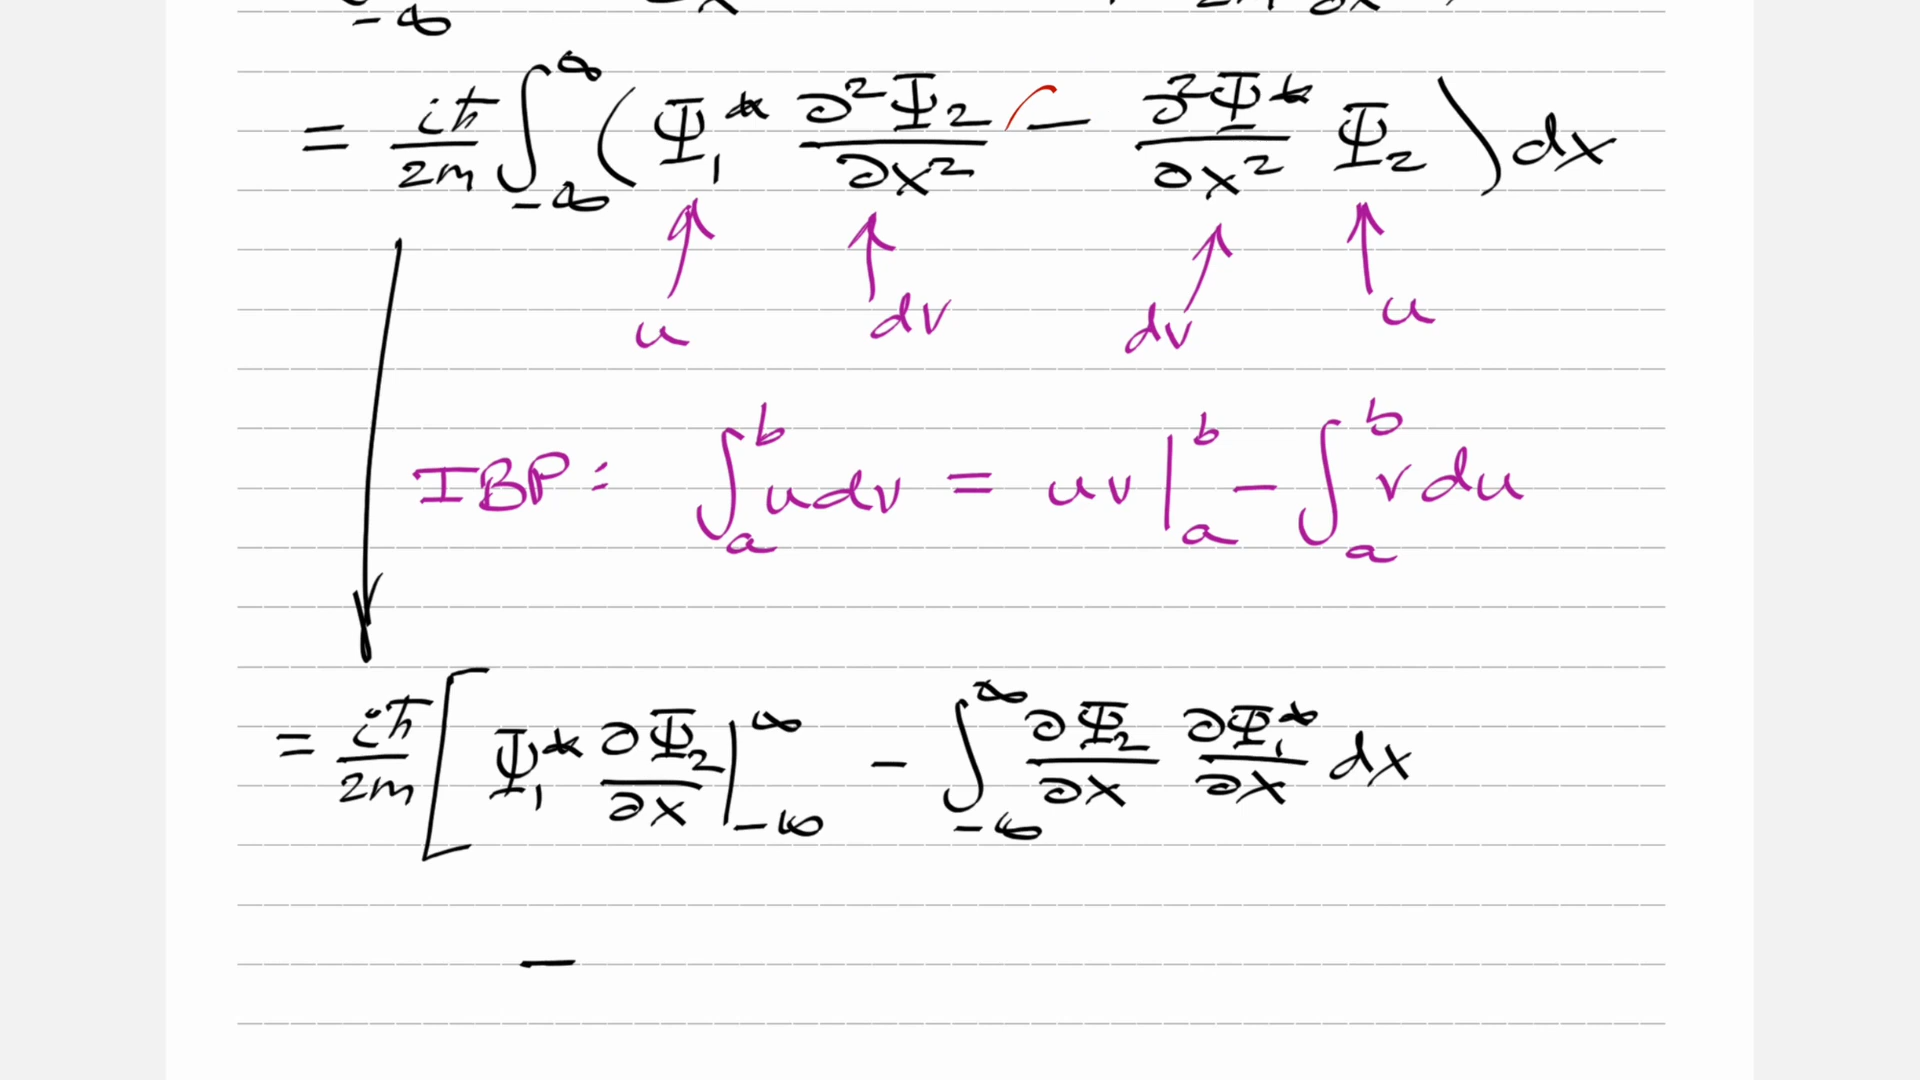 -∞
= iħ/2m ∫_{-∞}^{∞} ( Ψ₁* ∂²Ψ₂/∂x² - ∂²Ψ*/∂x² Ψ₂ ) dx
u dv dv u
IBP: ∫_a^b u dv = uv |_a^b - ∫_a^b v du
= iħ/2m [ Ψ₁* ∂Ψ₂/∂x |_{-∞}^{∞} - ∫_{-∞}^{∞} ∂Ψ₂/∂x ∂Ψ₁*/∂x dx
-